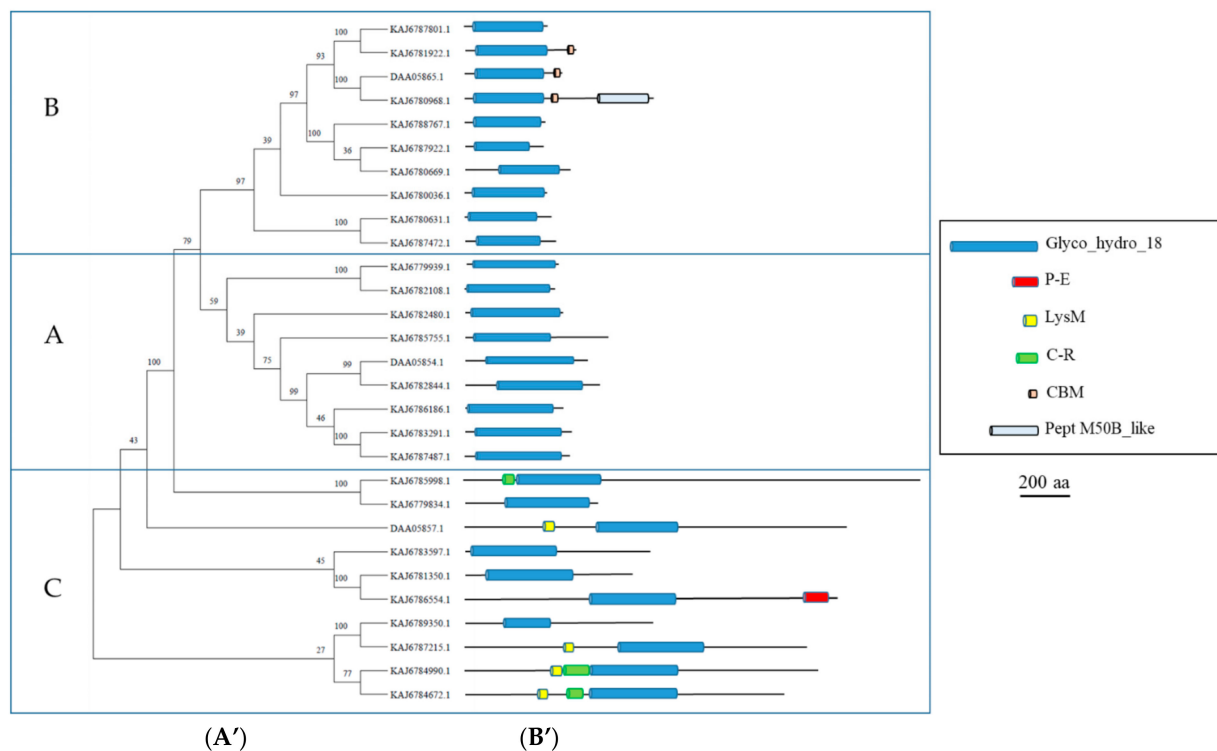 B
A
C
100
93
100
97
100
39
36
97
100
79
100
59
39
75
99
99
46
100
100
100
43
45
100
100
27
77
KAJ6787801.1
KAJ6781922.1
DAA05865.1
KAJ6780968.1
KAJ6788767.1
KAJ6787922.1
KAJ6780669.1
KAJ6780036.1
KAJ6780631.1
KAJ6787472.1
KAJ6779939.1
KAJ6782108.1
KAJ6782480.1
KAJ6785755.1
DAA05854.1
KAJ6782844.1
KAJ6786186.1
KAJ6783291.1
KAJ6787487.1
KAJ6785998.1
KAJ6779834.1
DAA05857.1
KAJ6783597.1
KAJ6781350.1
KAJ6786554.1
KAJ6789350.1
KAJ6787215.1
KAJ6784990.1
KAJ6784672.1
Glyco_hydro_18
P-E
LysM
C-R
CBM
Pept M50B_like
200 aa
(A′)
(B′)